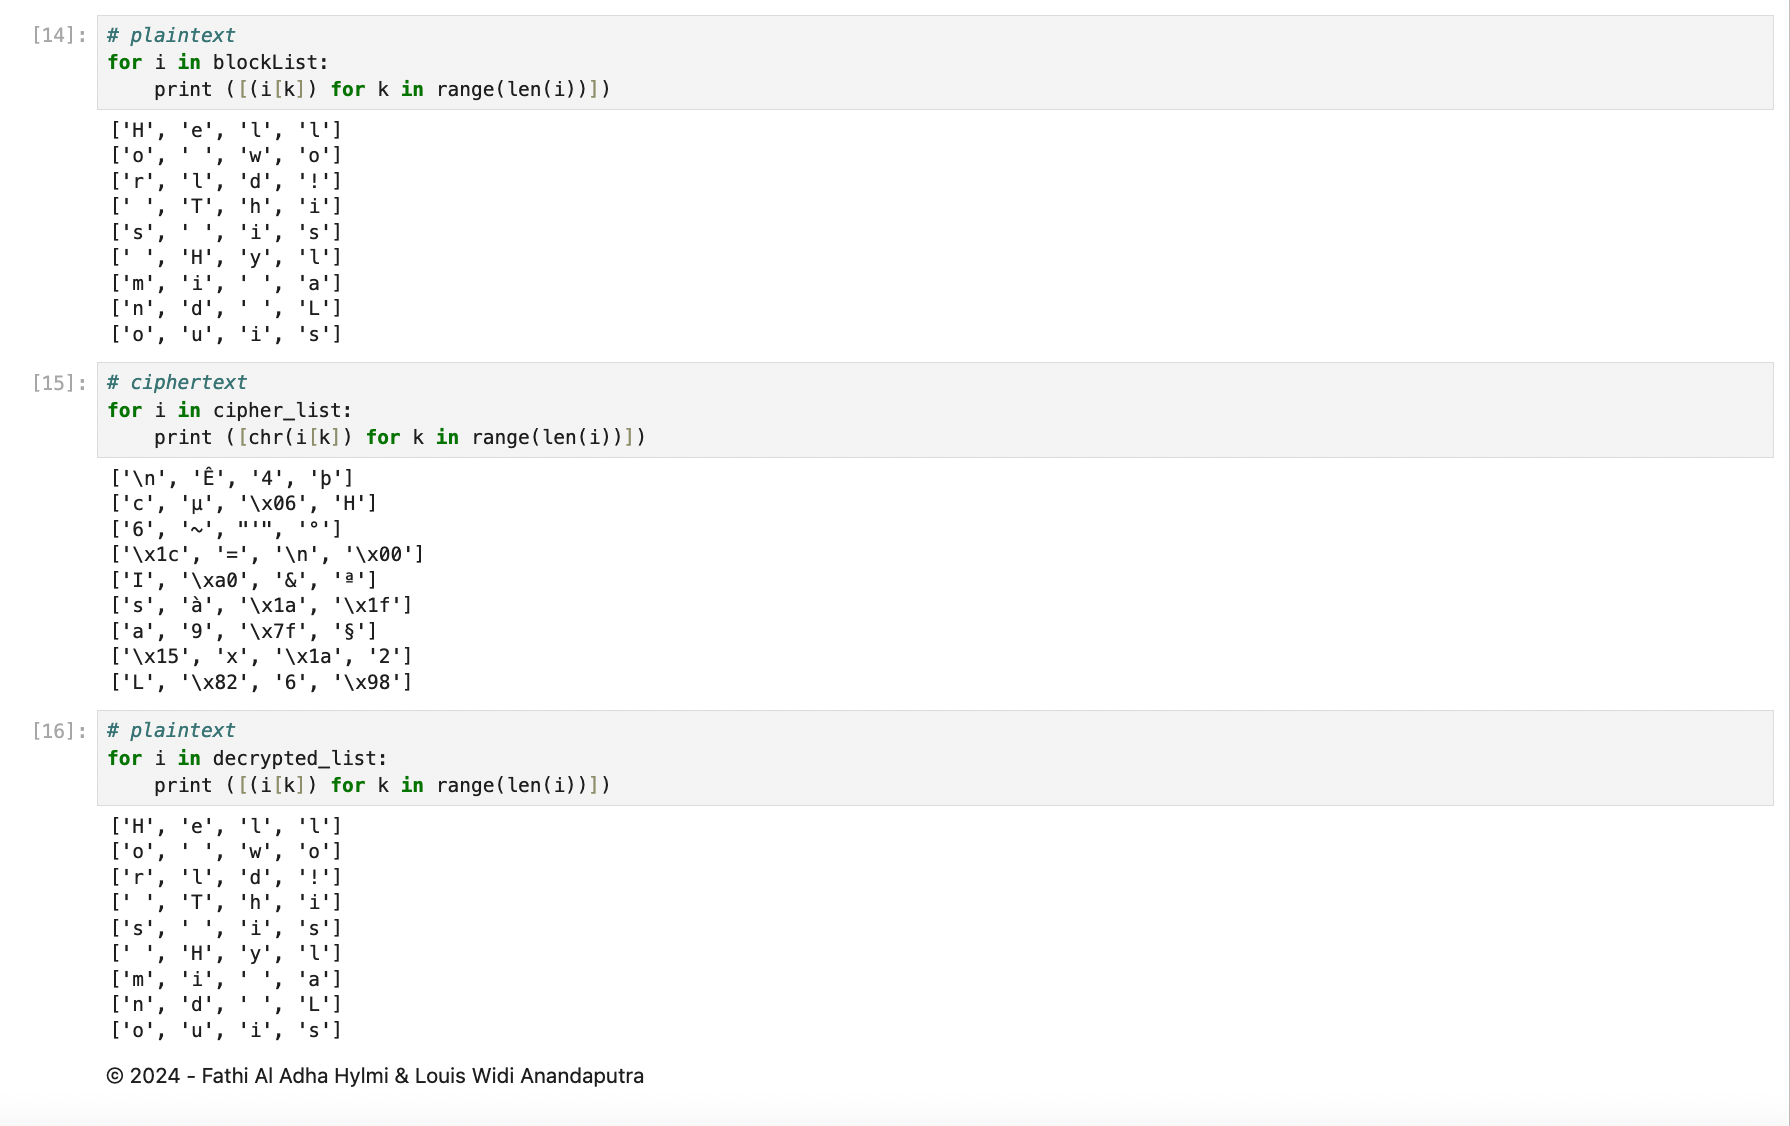 [14]: # plaintext
for i in blockList:
    print ([(i[k]) for k in range(len(i))])
['H', 'e', 'l', 'l']
['o', ' ', 'w', 'o']
['r', 'l', 'd', '!']
[' ', 'T', 'h', 'i']
['s', ' ', 'i', 's']
[' ', 'H', 'y', 'l']
['m', 'i', ' ', 'a']
['n', 'd', ' ', 'L']
['o', 'u', 'i', 's']
[15]: # ciphertext
for i in cipher_list:
    print ([chr(i[k]) for k in range(len(i))])
['\n', 'Ê', '4', 'þ']
['c', 'µ', '\x06', 'H']
['6', '~', "'", '°']
['\x1c', '=', '\n', '\x00']
['I', '\xa0', '&', 'ª']
['s', 'à', '\x1a', '\x1f']
['a', '9', '\x7f', '§']
['\x15', 'x', '\x1a', '2']
['L', '\x82', '6', '\x98']
[16]: # plaintext
for i in decrypted_list:
    print ([(i[k]) for k in range(len(i))])
['H', 'e', 'l', 'l']
['o', ' ', 'w', 'o']
['r', 'l', 'd', '!']
[' ', 'T', 'h', 'i']
['s', ' ', 'i', 's']
[' ', 'H', 'y', 'l']
['m', 'i', ' ', 'a']
['n', 'd', ' ', 'L']
['o', 'u', 'i', 's']
© 2024 - Fathi Al Adha Hylmi & Louis Widi Anandaputra